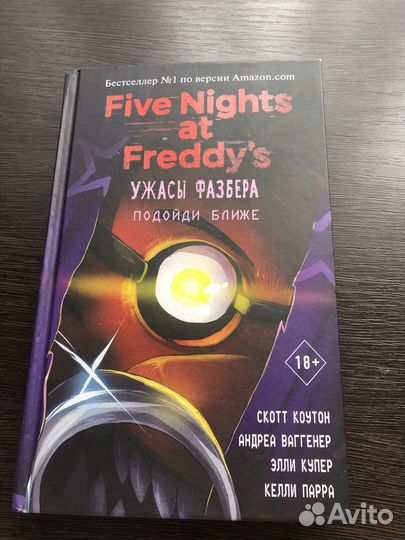 Бестселлер №1 по версии Amazon.com
Five Nights
at
Freddy's
УЖАСЫ ФАЗБЕРА
ПОДОЙДИ БЛИЖЕ
18+
СКОТТ КОУТОН
АНДРЕА ВАГГЕНЕР
ЭЛЛИ КУПЕР
КЕЛЛИ ПАРРА
Avito